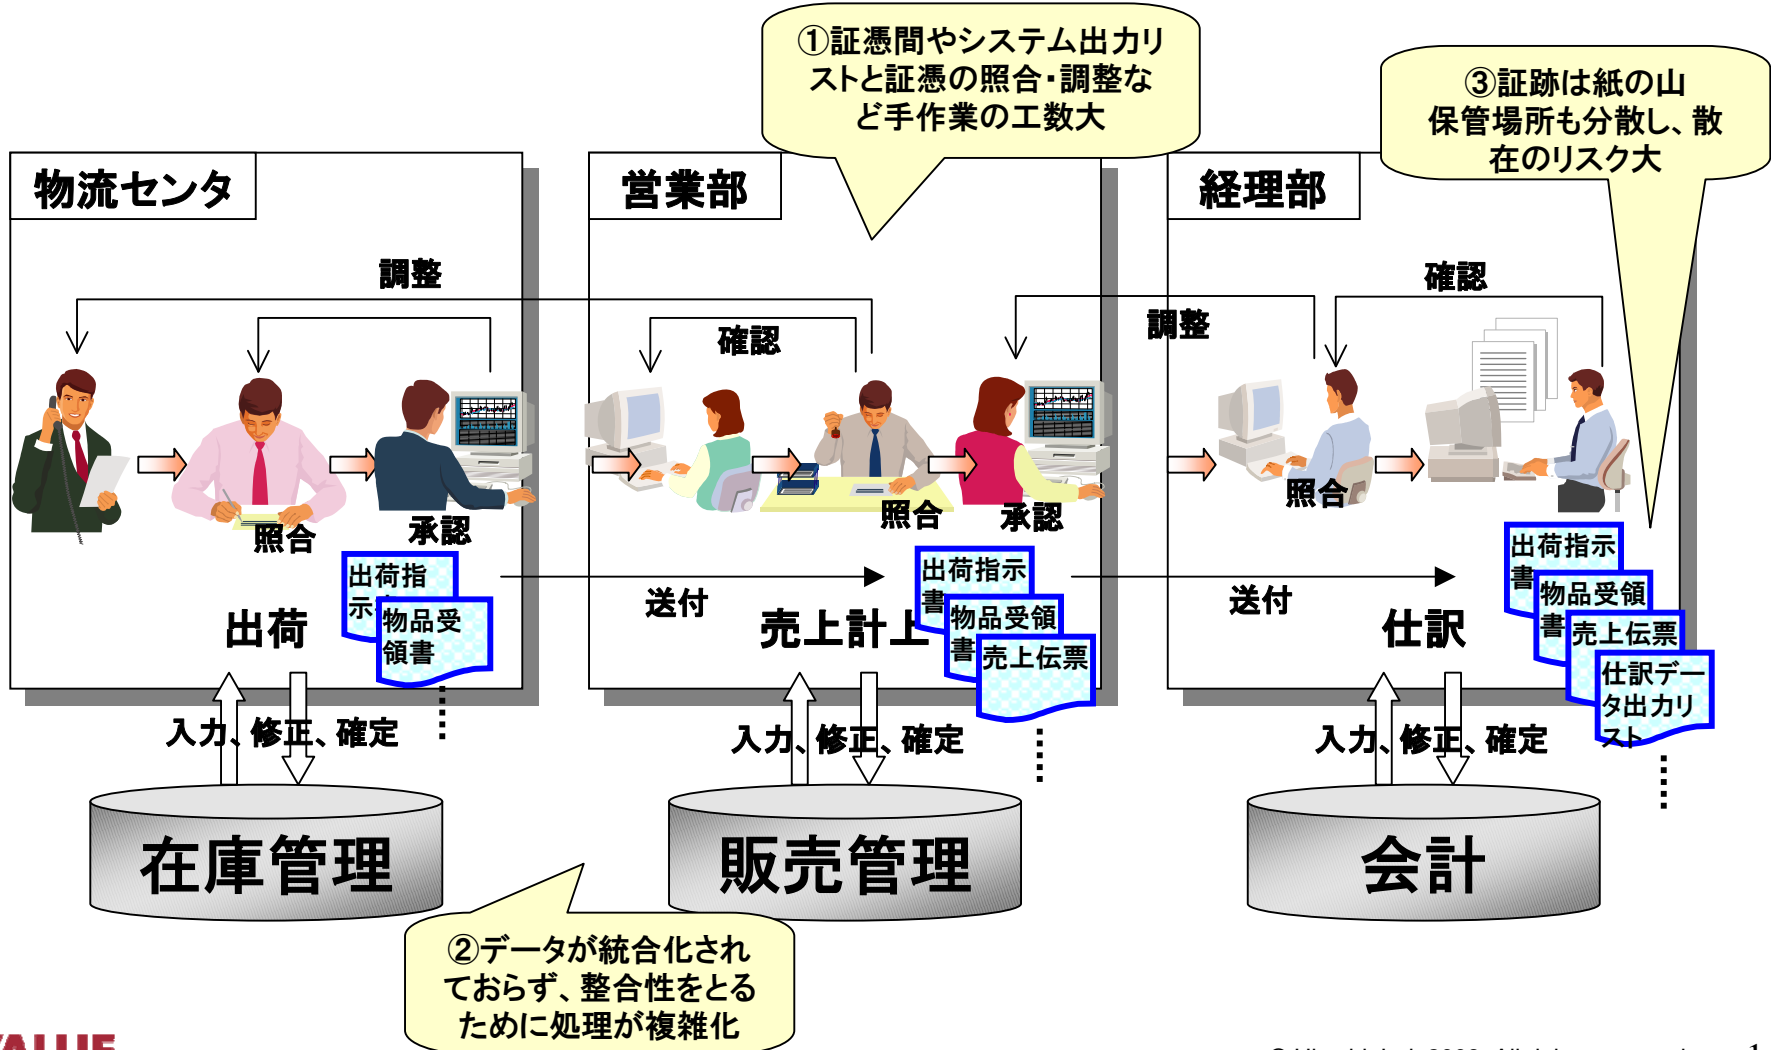 ①証憑間やシステム出力リ
ストと証憑の照合・調整な
ど手作業の工数大
③証跡は紙の山
保管場所も分散し、散
在のリスク大
物流センタ
営業部
経理部
調整
確認
調整
確認
照合
承認
照合
承認
照合
出荷指
示
物品受
領書
出荷
送付
出荷指示
書
物品受領
書
売上伝票
売上計上
送付
出荷指示
書
物品受領
書
売上伝票
仕訳デー
タ出力リ
スト
仕訳
入力、修正、確定
入力、修正、確定
入力、修正、確定
在庫管理
販売管理
会計
②データが統合化され
ておらず、整合性をとる
ために処理が複雑化
VALUE
1